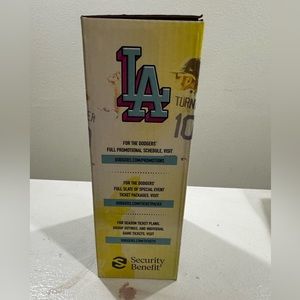 LA
TURN
10
ER
FOR THE DODGERS'
FULL PROMOTIONAL SCHEDULE, VISIT
DODGERS.COM/PROMOTIONS
FOR THE DODGERS'
FULL SLATE OF SPECIAL EVENT
TICKET PACKAGES, VISIT
DODGERS.COM/TICKETPACKS
FOR SEASON TICKET PLANS,
GROUP OUTINGS, AND INDIVIDUAL
GAME TICKETS, VISIT
DODGERS.COM/TICKETS
Security
Benefit